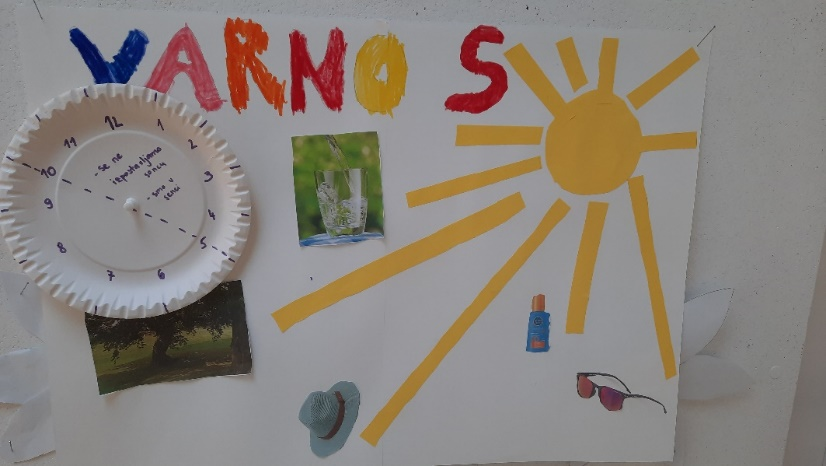 VARNO S
12
11
1
2
10
3
9
4
8
5
7
6
- se ne
izpostavljamo
soncu
- smo v
senci